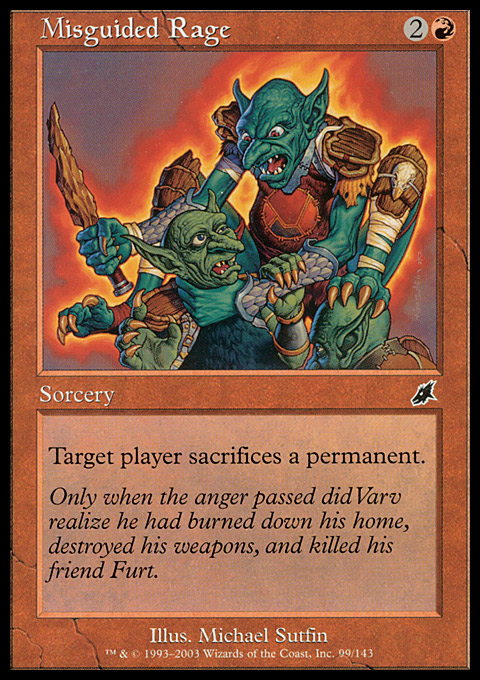 Misguided Rage 2
Sorcery
Target player sacrifices a permanent.
Only when the anger passed did Varv
realize he had burned down his home,
destroyed his weapons, and killed his
friend Furt.
Illus. Michael Sutfin
™ & © 1993–2003 Wizards of the Coast, Inc. 99/143